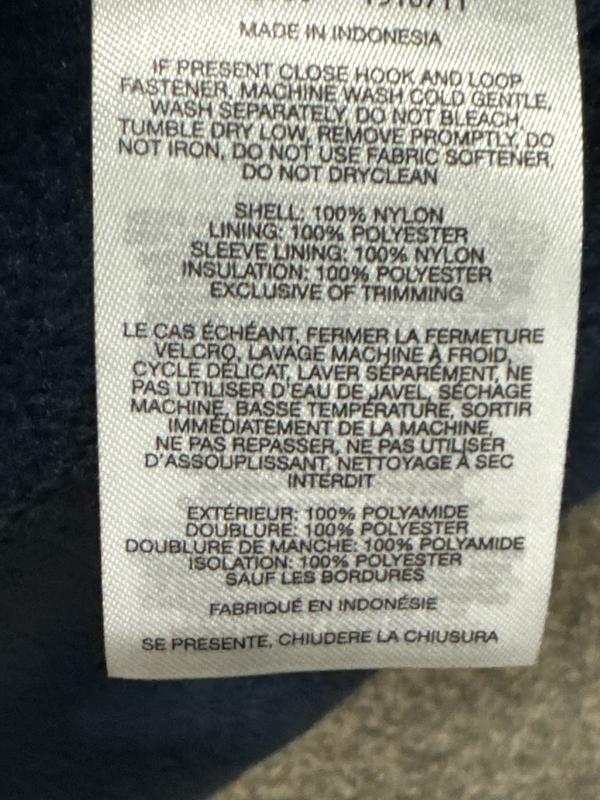 MADE IN INDONESIA
IF PRESENT CLOSE HOOK AND LOOP
FASTENER, MACHINE WASH COLD GENTLE,
WASH SEPARATELY, DO NOT BLEACH,
TUMBLE DRY LOW, REMOVE PROMPTLY, DO
NOT IRON, DO NOT USE FABRIC SOFTENER,
DO NOT DRYCLEAN
SHELL: 100% NYLON
LINING: 100% POLYESTER
SLEEVE LINING: 100% NYLON
INSULATION: 100% POLYESTER
EXCLUSIVE OF TRIMMING
LE CAS ÉCHÉANT, FERMER LA FERMETURE
VELCRO, LAVAGE MACHINE À FROID,
CYCLE DÉLICAT, LAVER SÉPARÉMENT, NE
PAS UTILISER D'EAU DE JAVEL, SÉCHAGE
MACHINE, BASSE TEMPÉRATURE, SORTIR
IMMÉDIATEMENT DE LA MACHINE,
NE PAS REPASSER, NE PAS UTILISER
D'ASSOUPLISSANT, NETTOYAGE À SEC
INTERDIT
EXTÉRIEUR: 100% POLYAMIDE
DOUBLURE: 100% POLYESTER
DOUBLURE DE MANCHE: 100% POLYAMIDE
ISOLATION: 100% POLYESTER
SAUF LES BORDURES
FABRIQUÉ EN INDONÉSIE
SE PRESENTE, CHIUDERE LA CHIUSURA